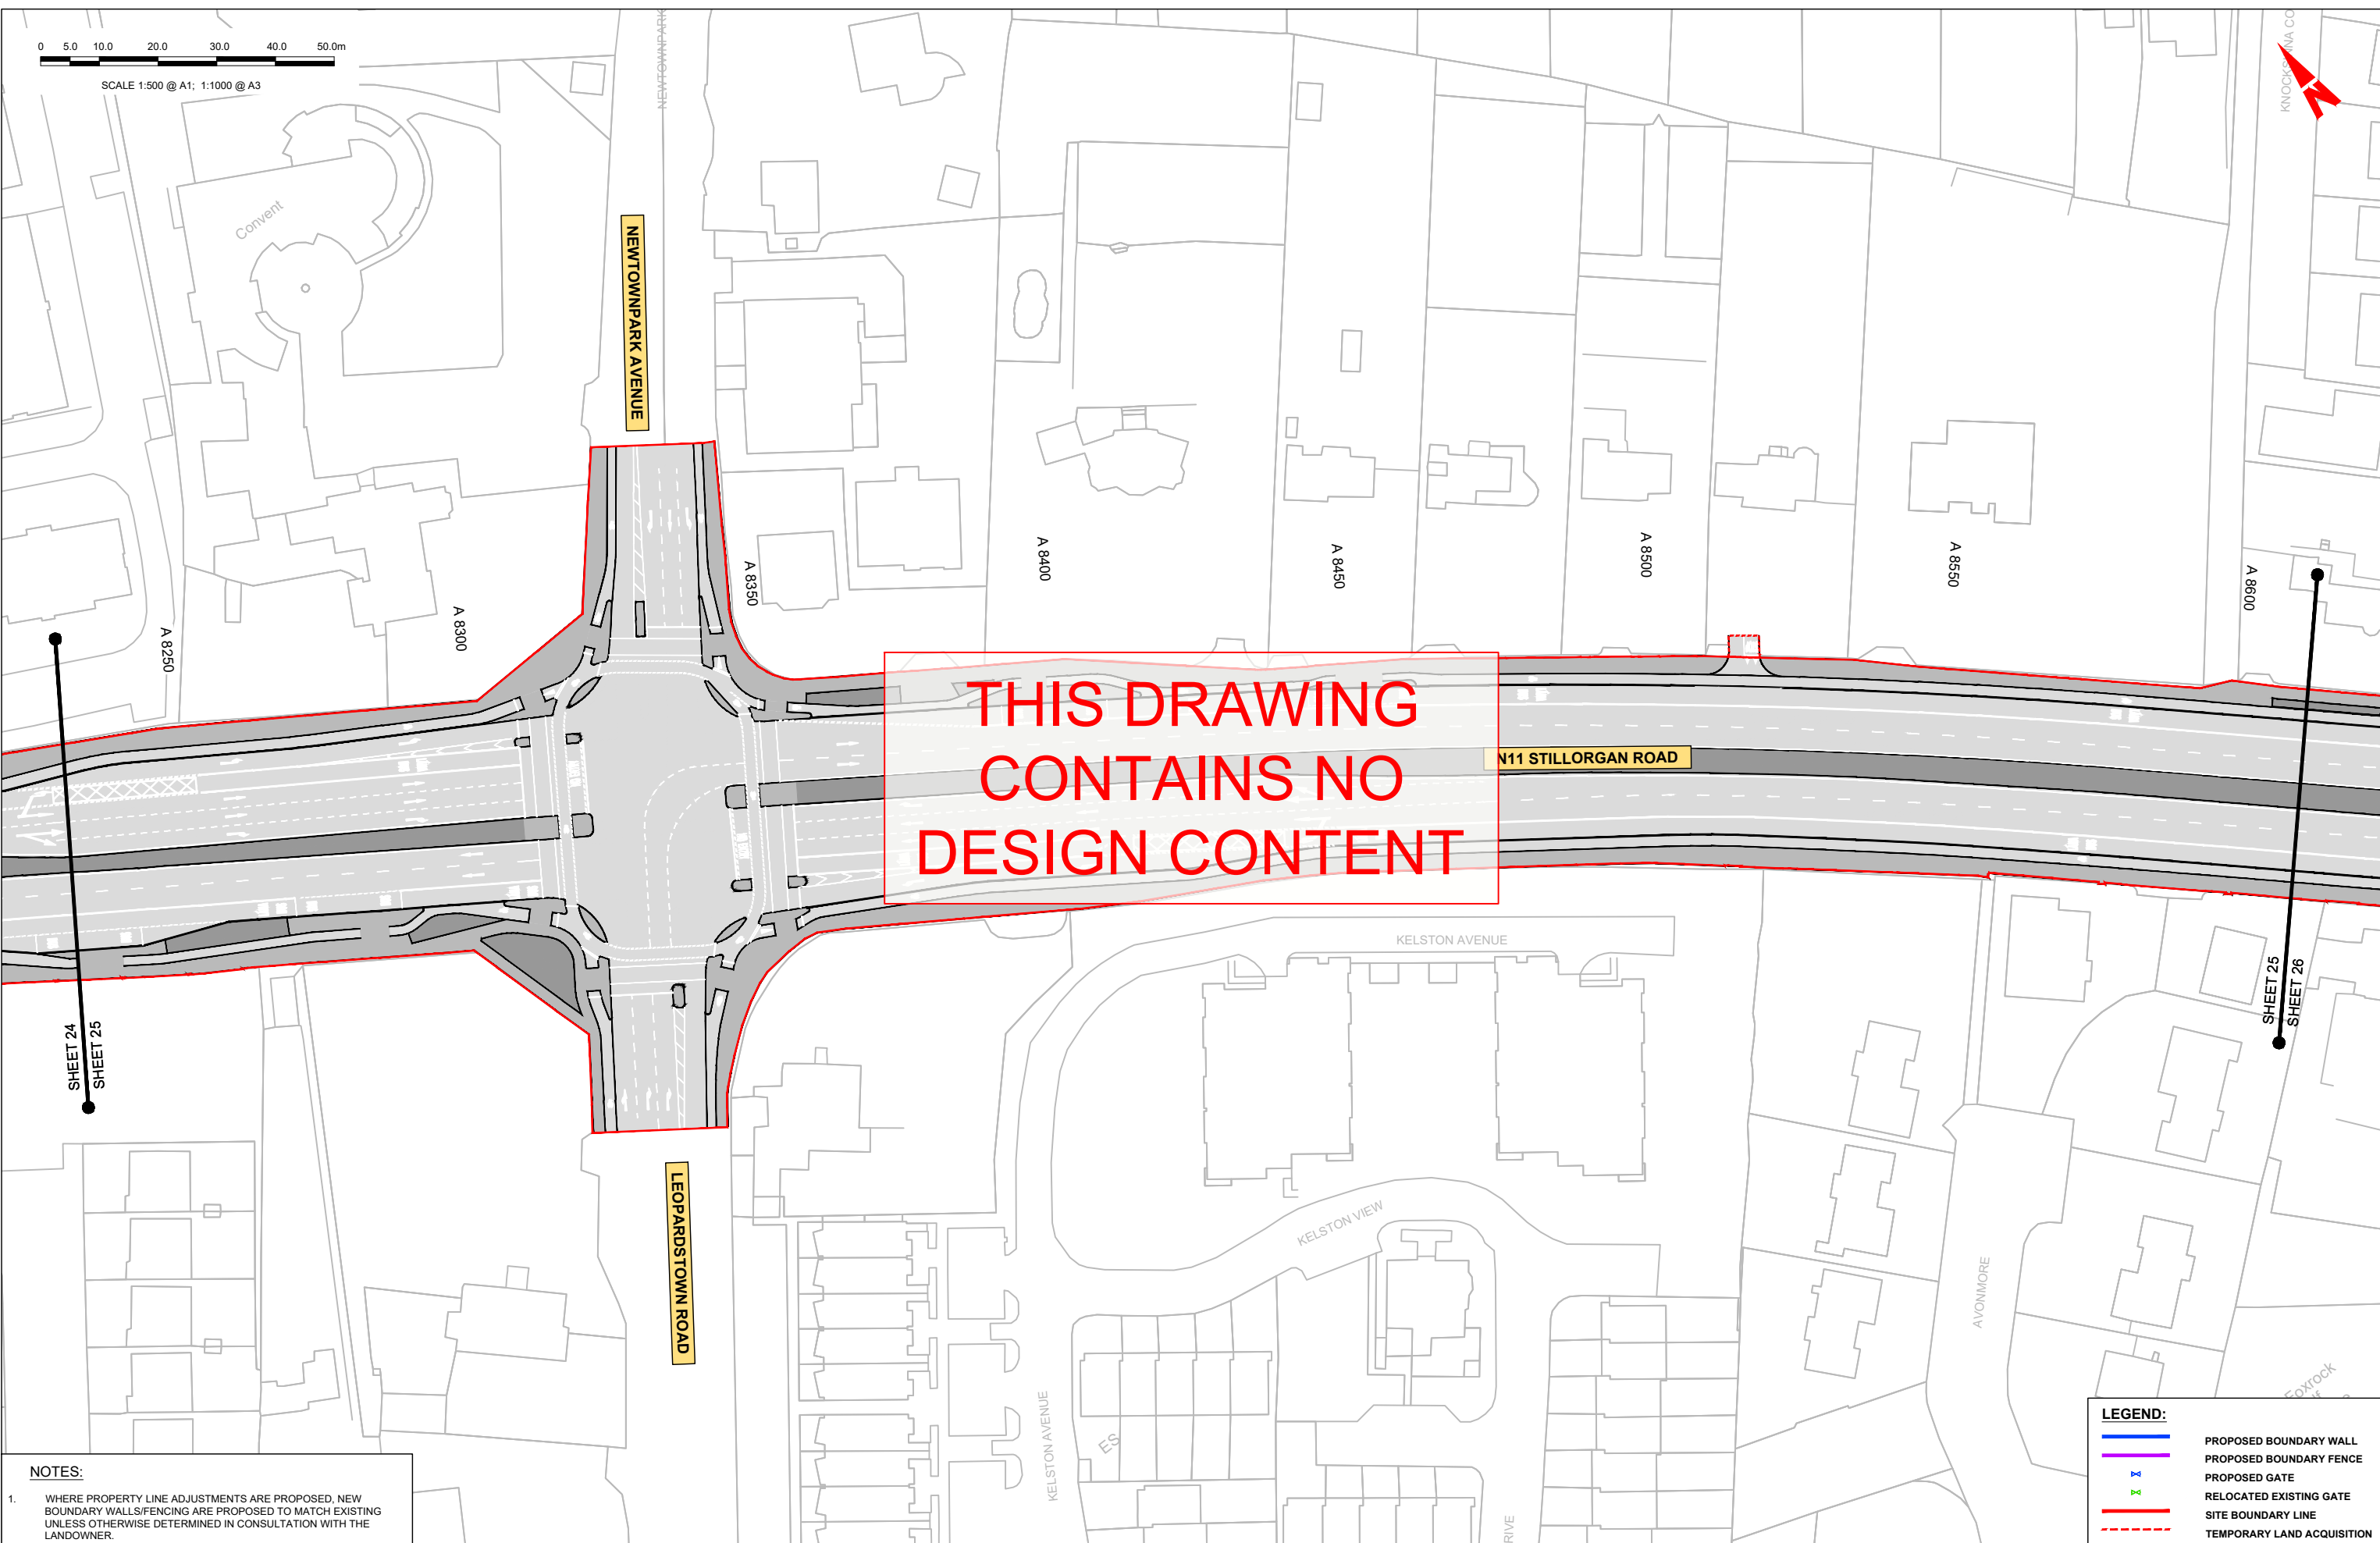 0 5.0 10.0 20.0 30.0 40.0 50.0m
SCALE 1:500 @ A1; 1:1000 @ A3
NEWTOWNPARK
Convent
NEWTOWNPARK AVENUE
A 8250
A 8300
A 8350
A 8400
A 8450
A 8500
A 8550
A 8600
N
THIS DRAWING
CONTAINS NO
DESIGN CONTENT
N11 STILLORGAN ROAD
SHEET 24
SHEET 25
SHEET 25
SHEET 26
KELSTON AVENUE
KELSTON VIEW
LEOPARDSTOWN ROAD
KELSTON AVENUE
ES
AVONMORE
Foxrock
RIVE
NOTES:
1. WHERE PROPERTY LINE ADJUSTMENTS ARE PROPOSED, NEW
BOUNDARY WALLS/FENCING ARE PROPOSED TO MATCH EXISTING
UNLESS OTHERWISE DETERMINED IN CONSULTATION WITH THE
LANDOWNER.
LEGEND:
PROPOSED BOUNDARY WALL
PROPOSED BOUNDARY FENCE
PROPOSED GATE
RELOCATED EXISTING GATE
SITE BOUNDARY LINE
TEMPORARY LAND ACQUISITION